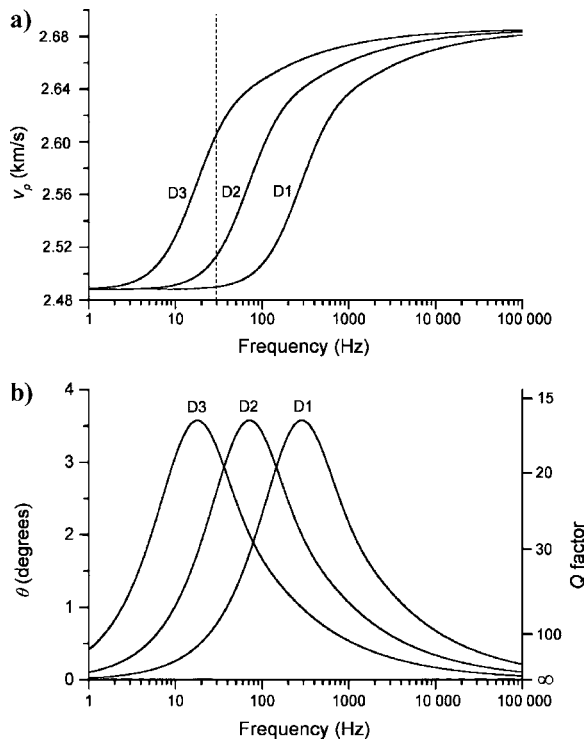 a)
2.68
2.64
2.60
2.56
2.52
2.48
Vp (km/s)
D3
D2
D1
1
10
100
1000
10 000
100 000
Frequency (Hz)
b)
4
3
2
1
0
θ (degrees)
D3
D2
D1
15
20
30
100
∞
Q factor
1
10
100
1000
10 000
100 000
Frequency (Hz)